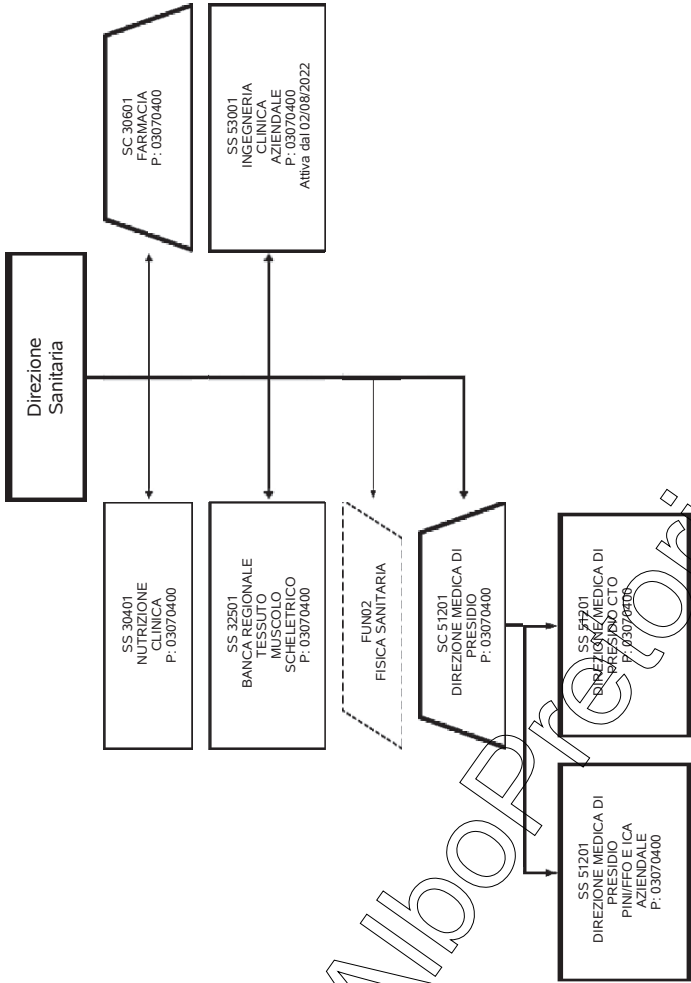 Direzione
Sanitaria
SS 30401
NUTRIZIONE
CLINICA
P: 03070400
SC 30601
FARMACIA
P: 03070400
SS 32501
BANCA REGIONALE
TESSUTO
MUSCOLO
SCHELETRICO
P: 03070400
SS 53001
INGEGNERIA
CLINICA
AZIENDALE
P: 03070400
Attiva dal 02/08/2022
FUN02
FISICA SANITARIA
SC 51201
DIREZIONE MEDICA DI
PRESIDIO
P: 03070400
SS 51201
DIREZIONE MEDICA DI
PRESIDIO
PINI/FFO E ICA
AZIENDALE
P: 03070400
SS 51201
DIREZIONE MEDICA DI
PRESIDIO CTO
P: 03070400
AlboPretori